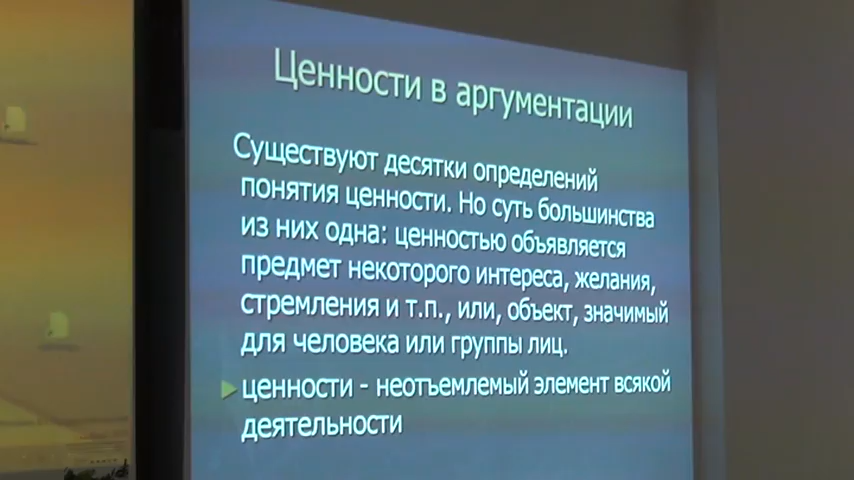 Ценности в аргументации
Существуют десятки определений
понятия ценности. Но суть большинства
из них одна: ценностью объявляется
предмет некоторого интереса, желания,
стремления и т.п., или, объект, значимый
для человека или группы лиц.
ценности - неотъемлемый элемент всякой
деятельности